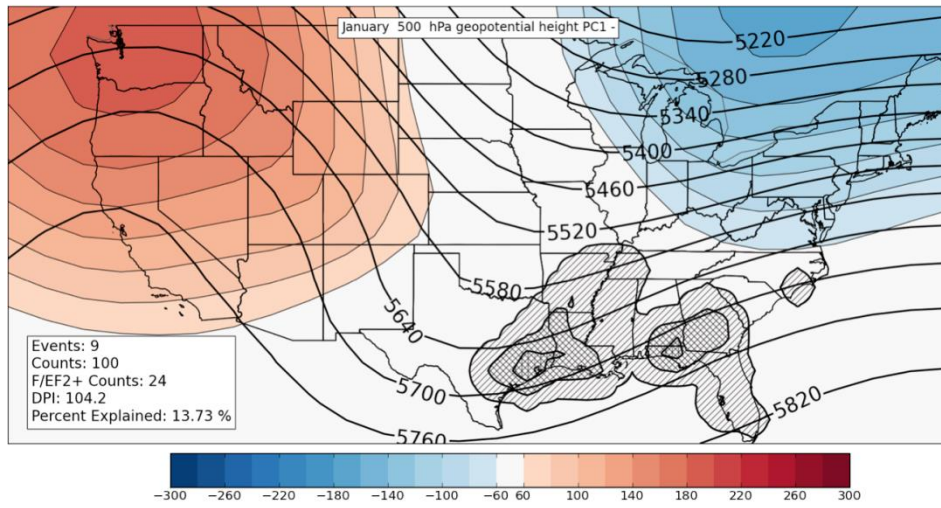 January  500  hPa geopotential height PC1 -
5220
5280
5340
5400
5460
5520
5580
5640
5700
5760
5820
Events: 9
Counts: 100
F/EF2+ Counts: 24
DPI: 104.2
Percent Explained: 13.73 %
−300 −260 −220 −180 −140 −100 −60 60 100 140 180 220 260 300